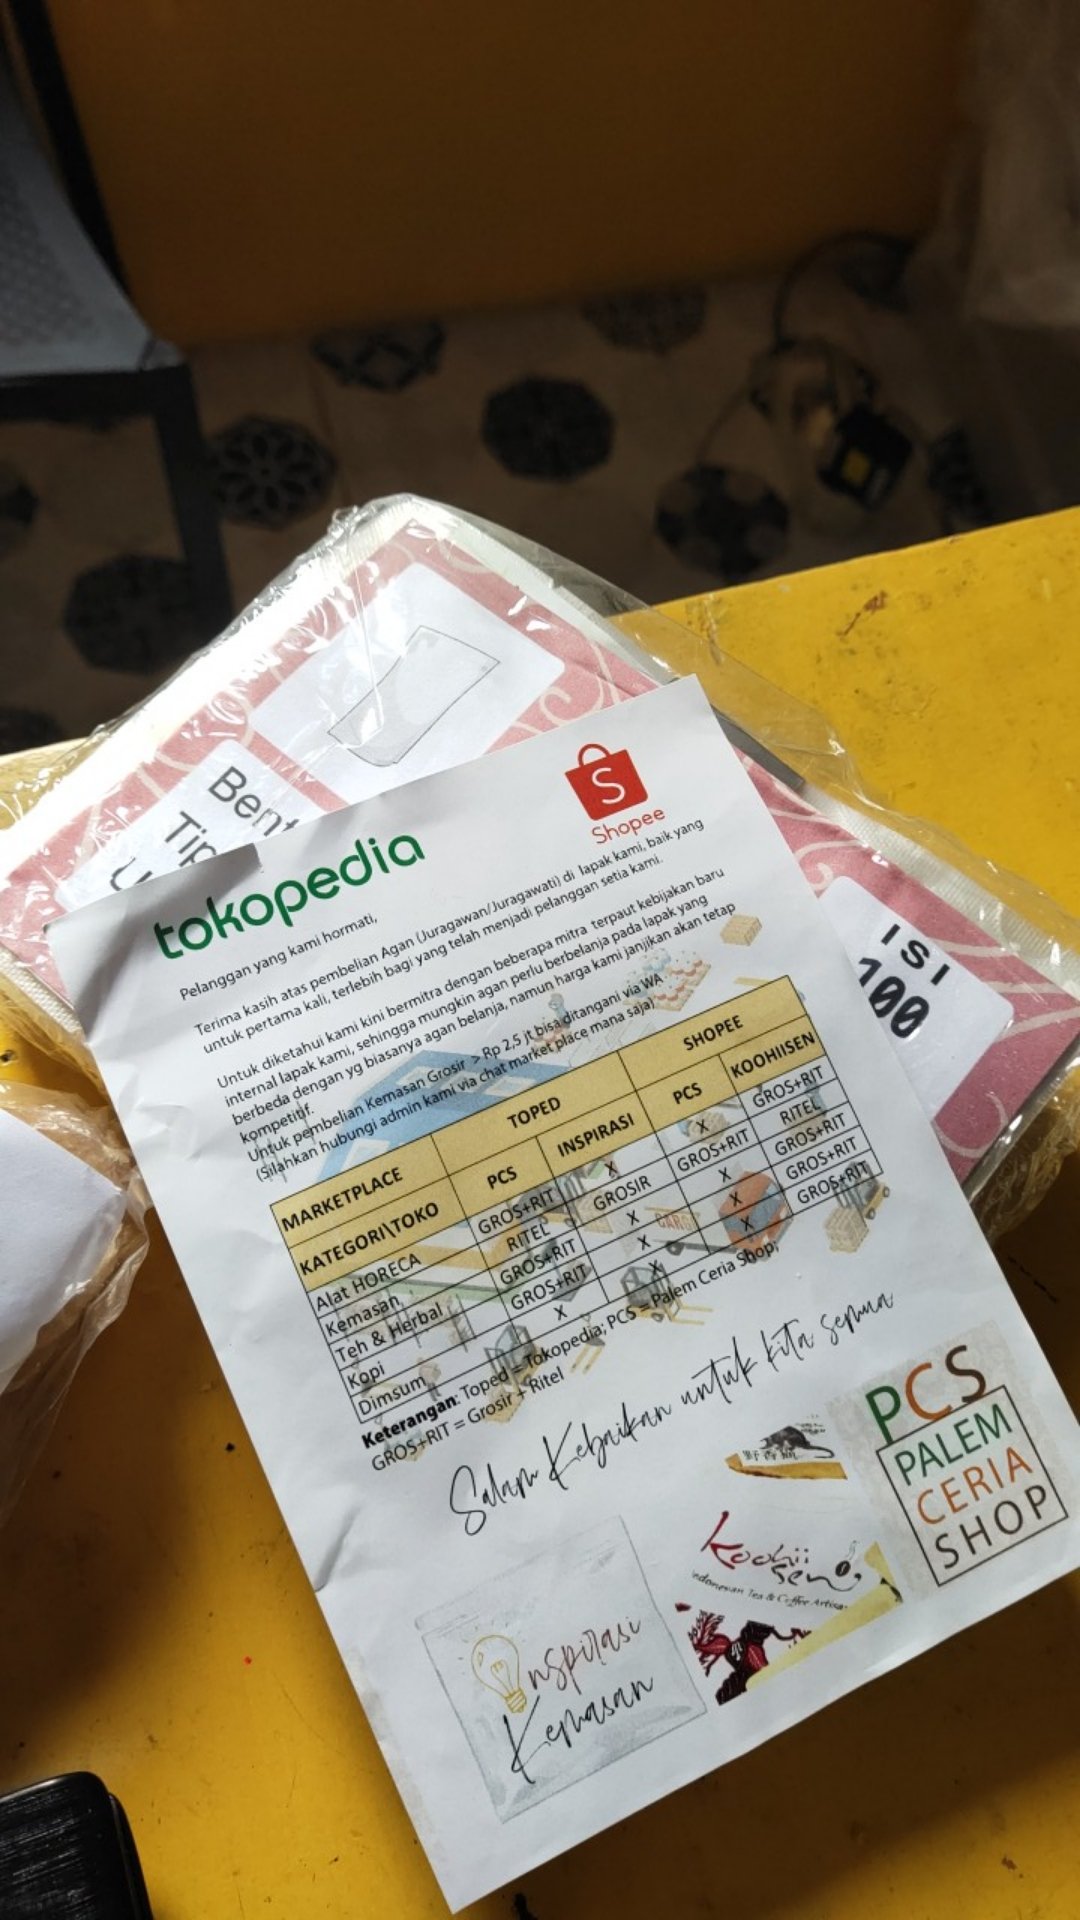 Bent
Tip
U
ISI
100
tokopedia
S
Shopee
Pelanggan yang kami hormati,
Terima kasih atas pembelian Agan (Juragawan/Juragawati) di lapak kami, baik yang
untuk pertama kali, terlebih bagi yang telah menjadi pelanggan setia kami.
Untuk diketahui kami kini bermitra dengan beberapa mitra terpaut kebijakan baru
internal lapak kami, sehingga mungkin agan perlu berbelanja pada lapak yang
berbeda dengan yg biasanya agan belanja, namun harga kami janjikan akan tetap
kompetitif.
Untuk pembelian Kemasan Grosir > Rp 2,5 jt bisa ditangani via WA
(Silahkan hubungi admin kami via chat market place mana saja)
MARKETPLACE TOPED SHOPEE
KATEGORI\TOKO PCS INSPIRASI PCS KOOHIISEN
Alat HORECA GROS+RIT X X GROS+RIT
Kemasan RITEL GROSIR GROS+RIT RITEL
Teh & Herbal GROS+RIT X X GROS+RIT
Kopi GROS+RIT X X GROS+RIT
Dimsum X X X GROS+RIT
Keterangan: Toped = Tokopedia; PCS = Palem Ceria Shop;
GROS+RIT = Grosir + Ritel
Salam Kebaikan untuk kita semua
PCS
PALEM
CERIA
SHOP
Koohii
sen
Indonesian Tea & Coffee Artisan
Inspirasi
Kemasan